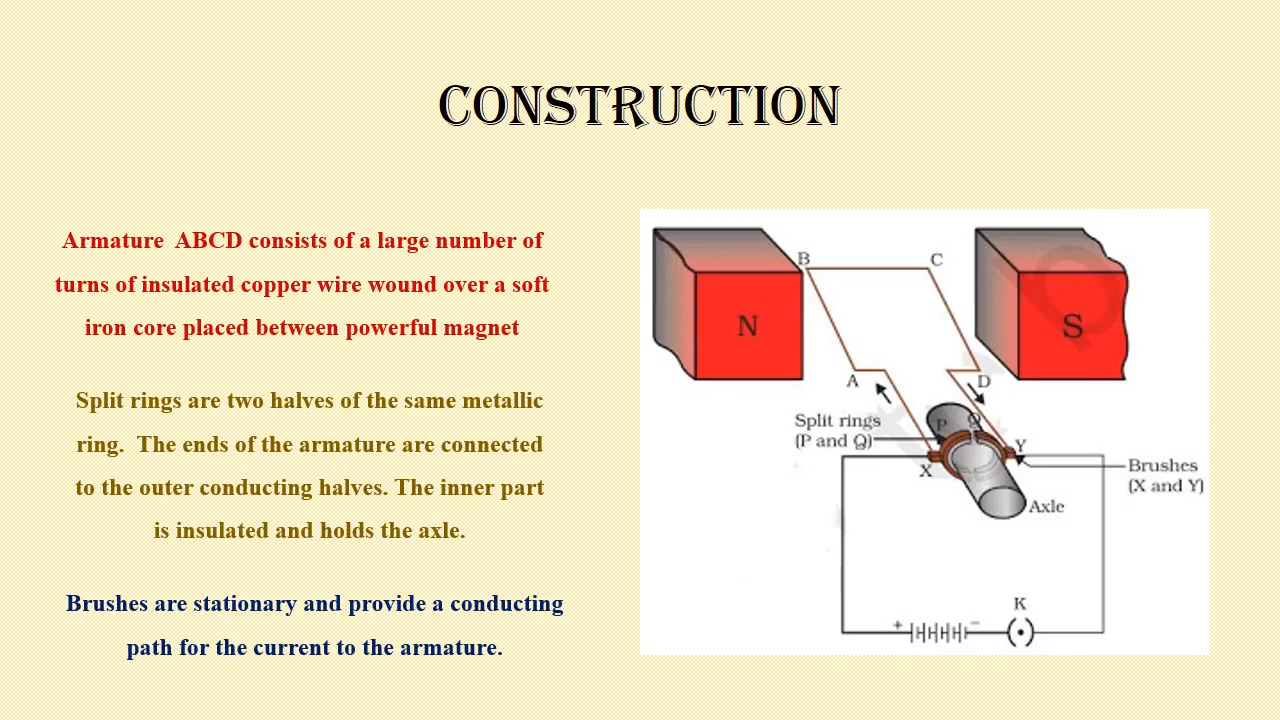 CONSTRUCTION
Armature ABCD consists of a large number of
turns of insulated copper wire wound over a soft
iron core placed between powerful magnet
Split rings are two halves of the same metallic
ring. The ends of the armature are connected
to the outer conducting halves. The inner part
is insulated and holds the axle.
Brushes are stationary and provide a conducting
path for the current to the armature.
B
C
N
S
A
D
Split rings
(P and Q)
P
Q
X
Y
Brushes
(X and Y)
Axle
K
+
−